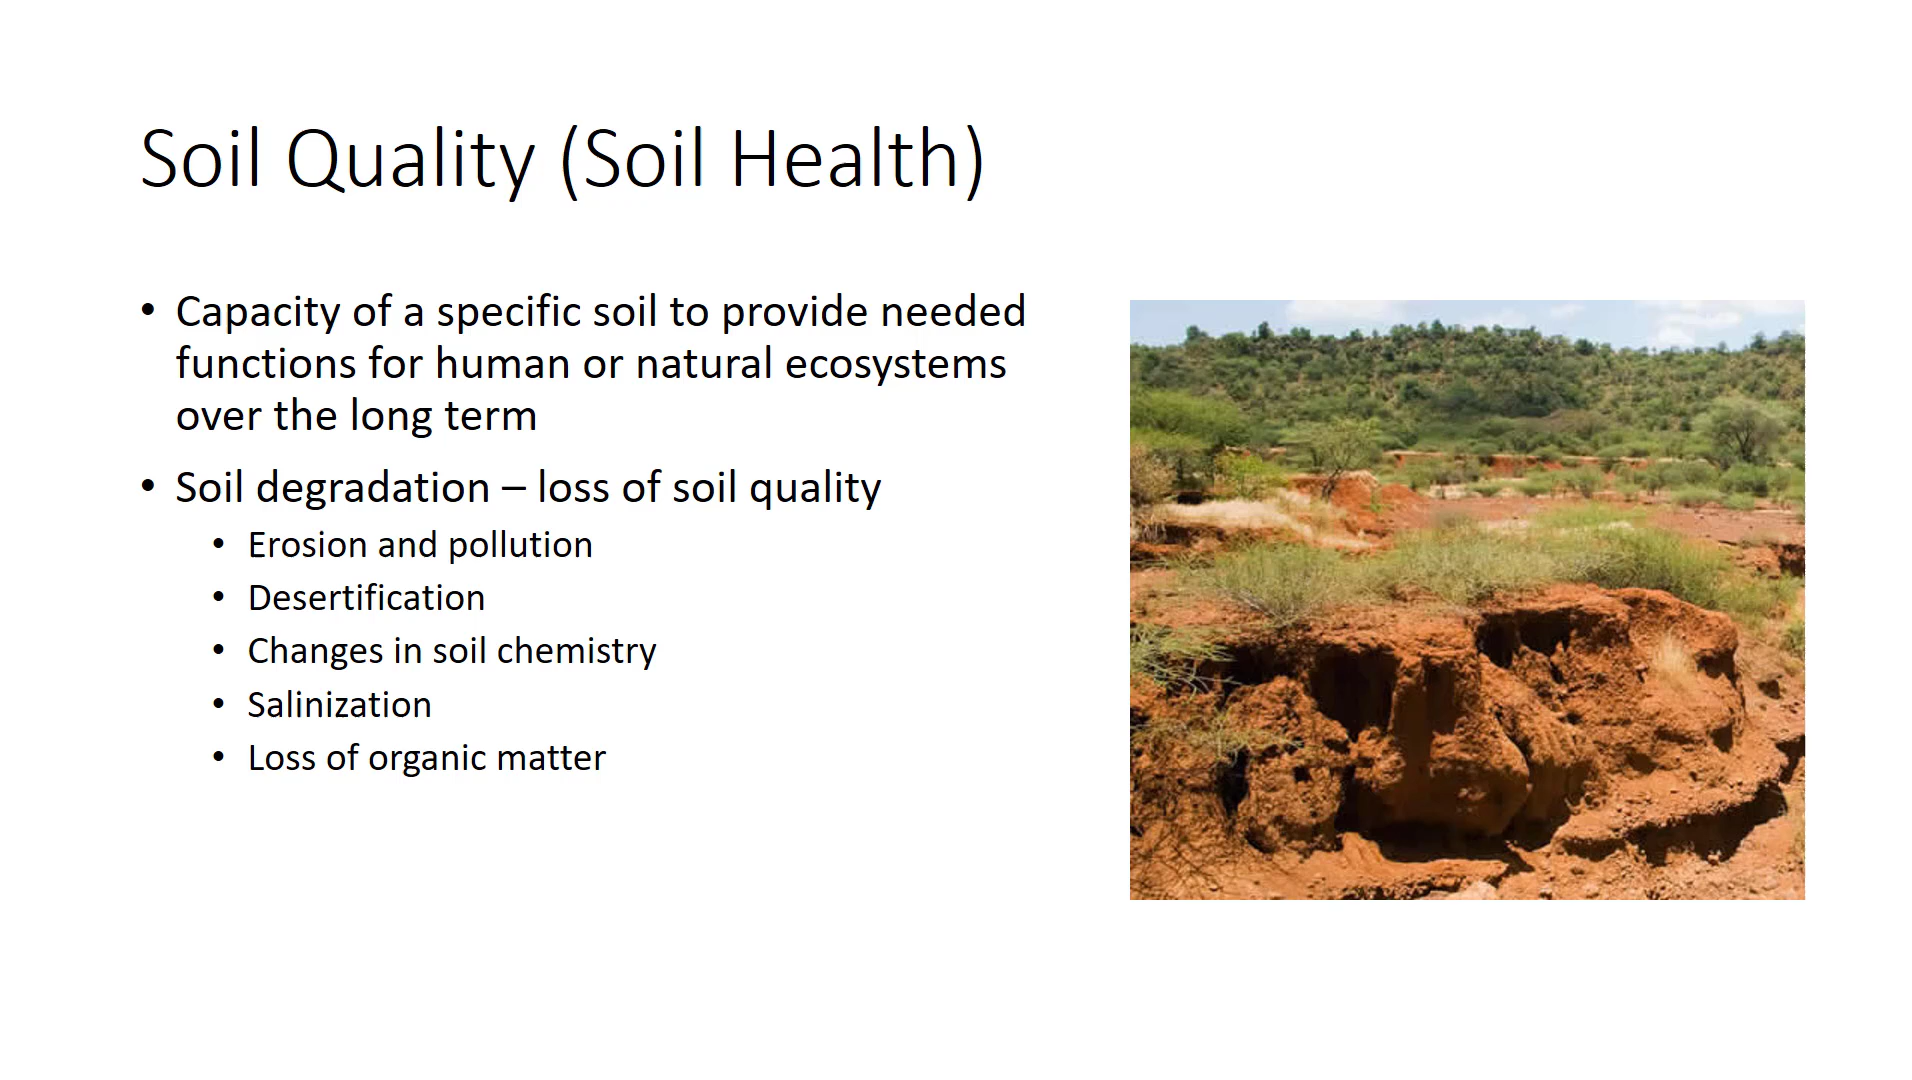 Soil Quality (Soil Health)
• Capacity of a specific soil to provide needed
functions for human or natural ecosystems
over the long term
• Soil degradation – loss of soil quality
• Erosion and pollution
• Desertification
• Changes in soil chemistry
• Salinization
• Loss of organic matter